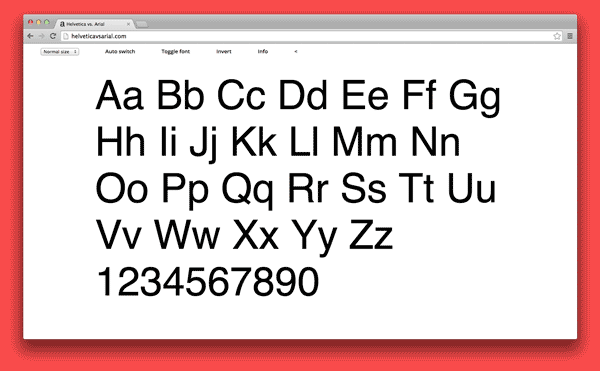 a Helvetica vs. Arial
helveticavsarial.com
Normal size Auto switch Toggle font Invert Info <
Aa Bb Cc Dd Ee Ff Gg
Hh Ii Jj Kk Ll Mm Nn
Oo Pp Qq Rr Ss Tt Uu
Vv Ww Xx Yy Zz
1234567890